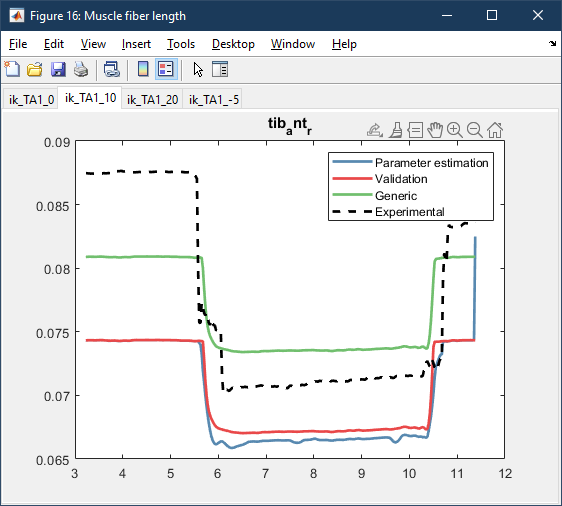 Figure 16: Muscle fiber length
File Edit View Insert Tools Desktop Window Help
ik_TA1_0 ik_TA1_10 ik_TA1_20 ik_TA1_-5
tibₐntᵣ
Parameter estimation
Validation
Generic
Experimental
0.09
0.085
0.08
0.075
0.07
0.065
3 4 5 6 7 8 9 10 11 12